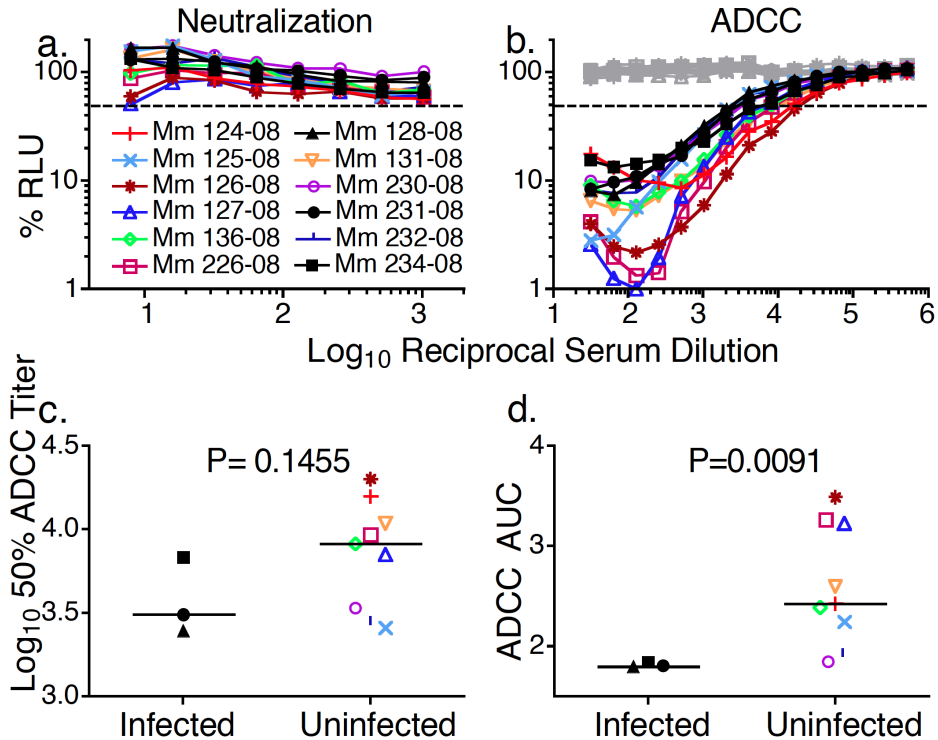 Neutralization
ADCC
a.
b.
% RLU
100
10
1
100
10
1
Mm 124-08
Mm 125-08
Mm 126-08
Mm 127-08
Mm 136-08
Mm 226-08
Mm 128-08
Mm 131-08
Mm 230-08
Mm 231-08
Mm 232-08
Mm 234-08
1 2 3
1 2 3 4 5 6
Log10 Reciprocal Serum Dilution
c.
d.
Log10 50% ADCC Titer
4.5
4.0
3.5
3.0
P= 0.1455
Infected Uninfected
ADCC AUC
4
3
2
P=0.0091
Infected Uninfected